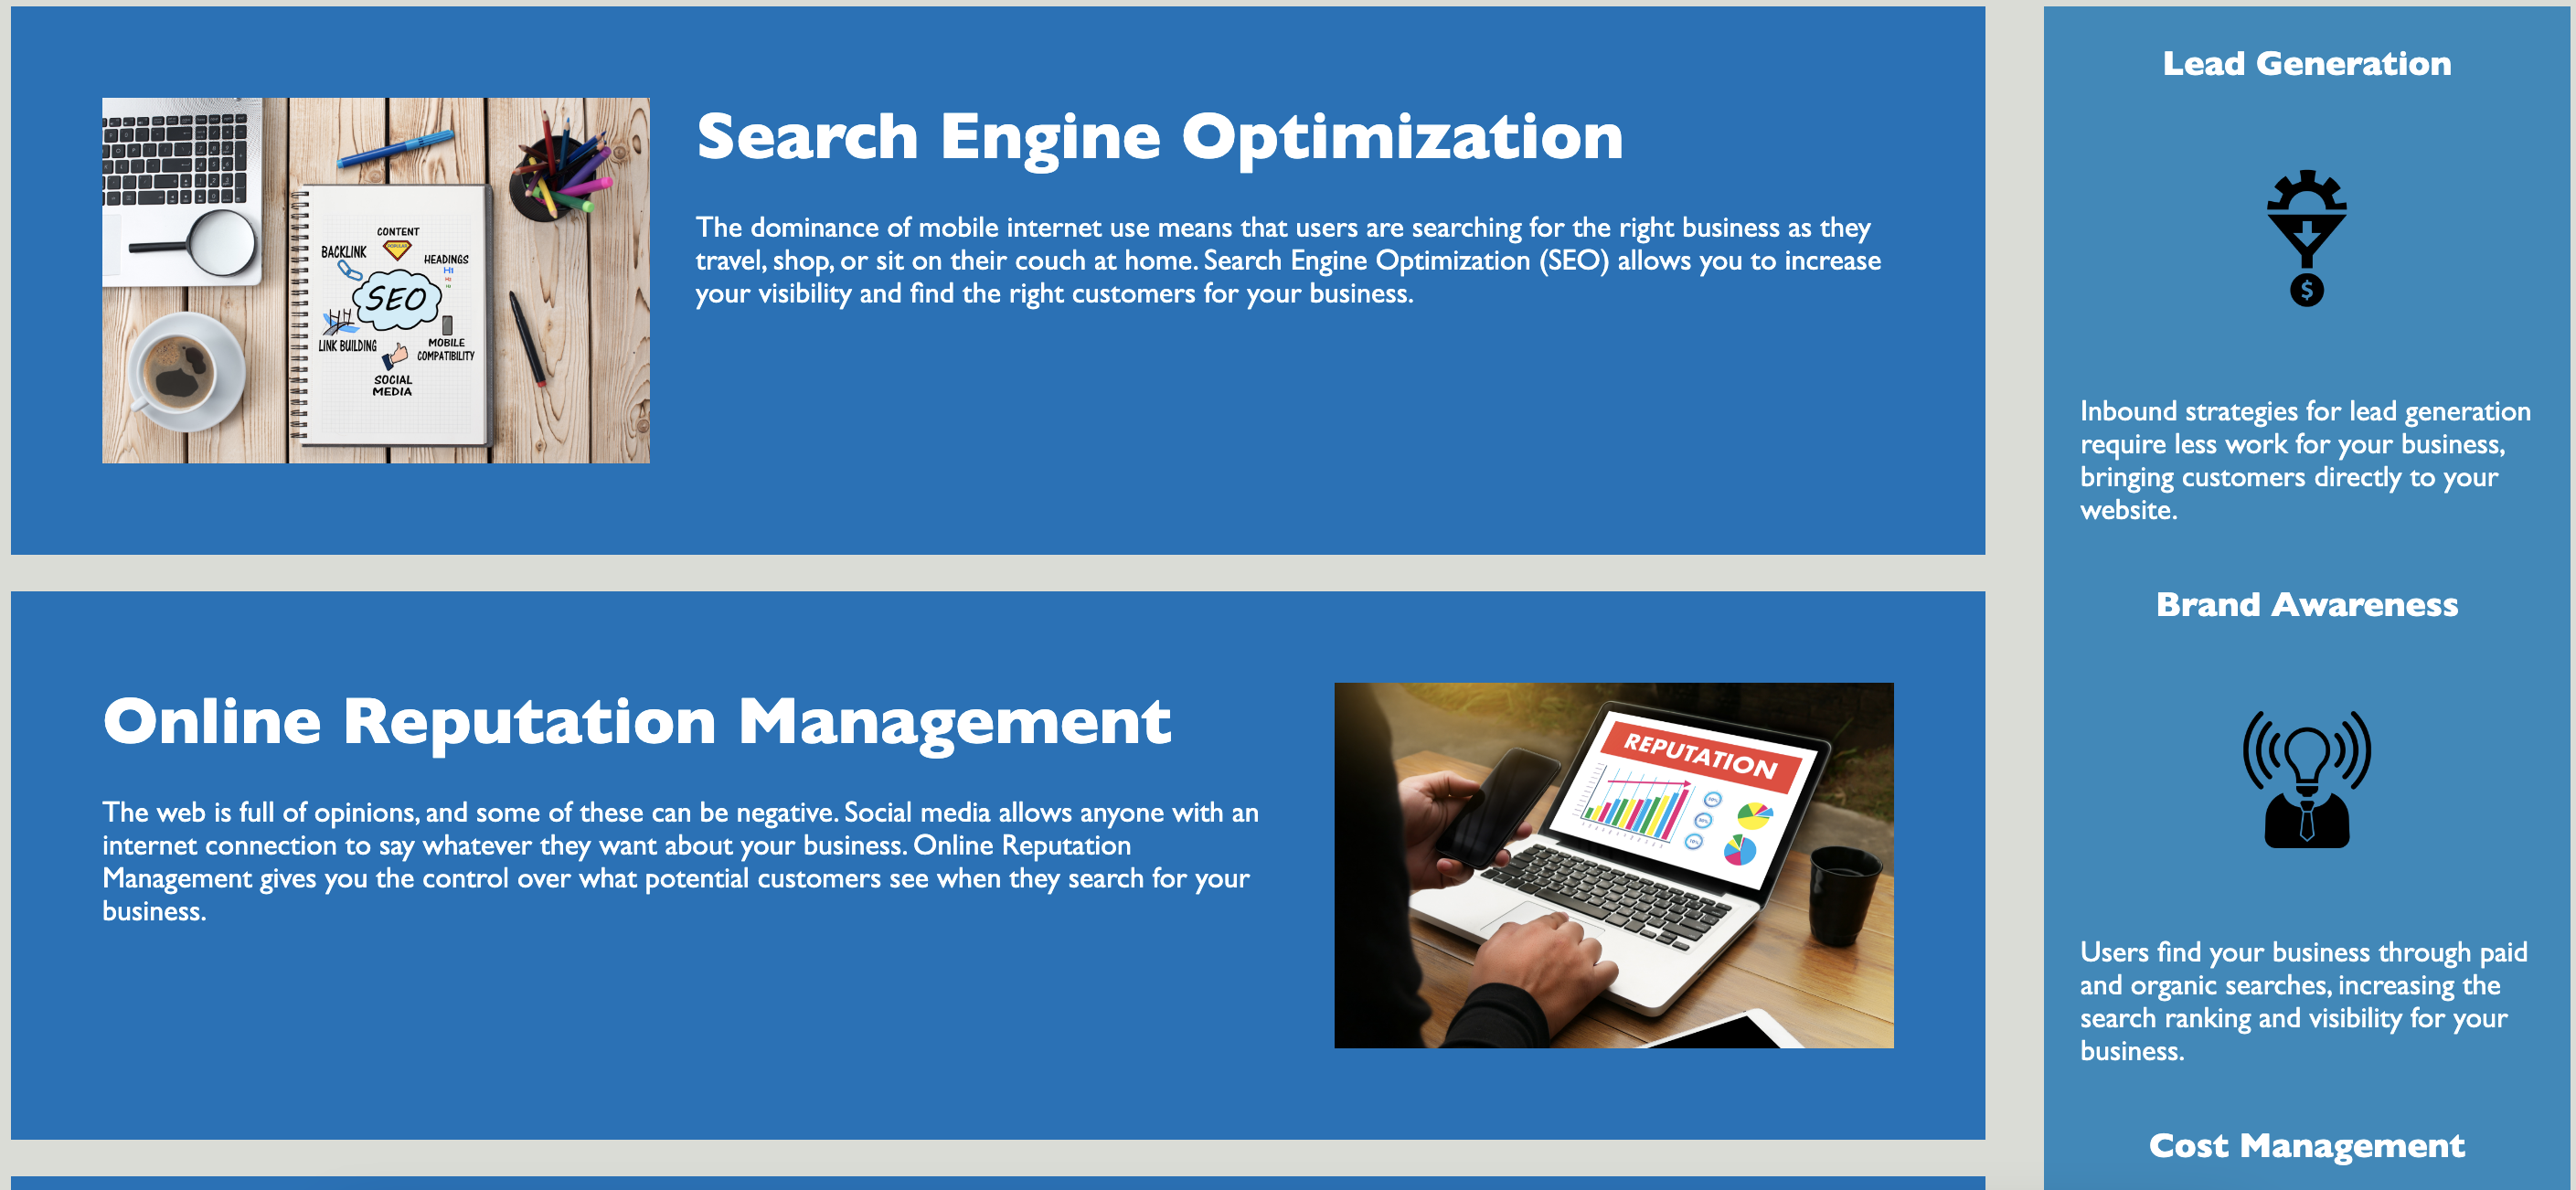 Search Engine Optimization
The dominance of mobile internet use means that users are searching for the right business as they
travel, shop, or sit on their couch at home. Search Engine Optimization (SEO) allows you to increase
your visibility and find the right customers for your business.
CONTENT
BACKLINK
HEADINGS
SEO
LINK BUILDING
MOBILE
COMPATIBILITY
SOCIAL
MEDIA
Online Reputation Management
The web is full of opinions, and some of these can be negative. Social media allows anyone with an
internet connection to say whatever they want about your business. Online Reputation
Management gives you the control over what potential customers see when they search for your
business.
REPUTATION
Lead Generation
$
Inbound strategies for lead generation
require less work for your business,
bringing customers directly to your
website.
Brand Awareness
Users find your business through paid
and organic searches, increasing the
search ranking and visibility for your
business.
Cost Management